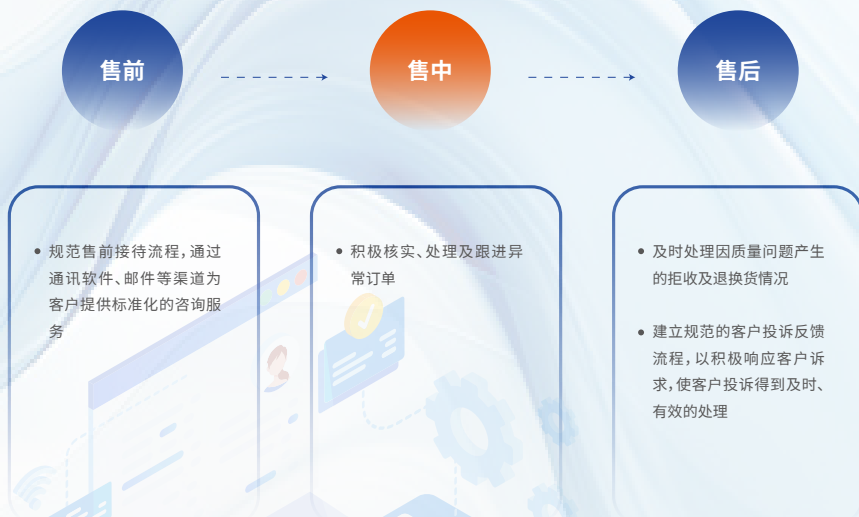 售前
售中
售后
规范售前接待流程,通过
通讯软件、邮件等渠道为
客户提供标准化的咨询服
务
积极核实、处理及跟进异
常订单
及时处理因质量问题产生
的拒收及退换货情况
建立规范的客户投诉反馈
流程,以积极响应客户诉
求,使客户投诉得到及时、
有效的处理